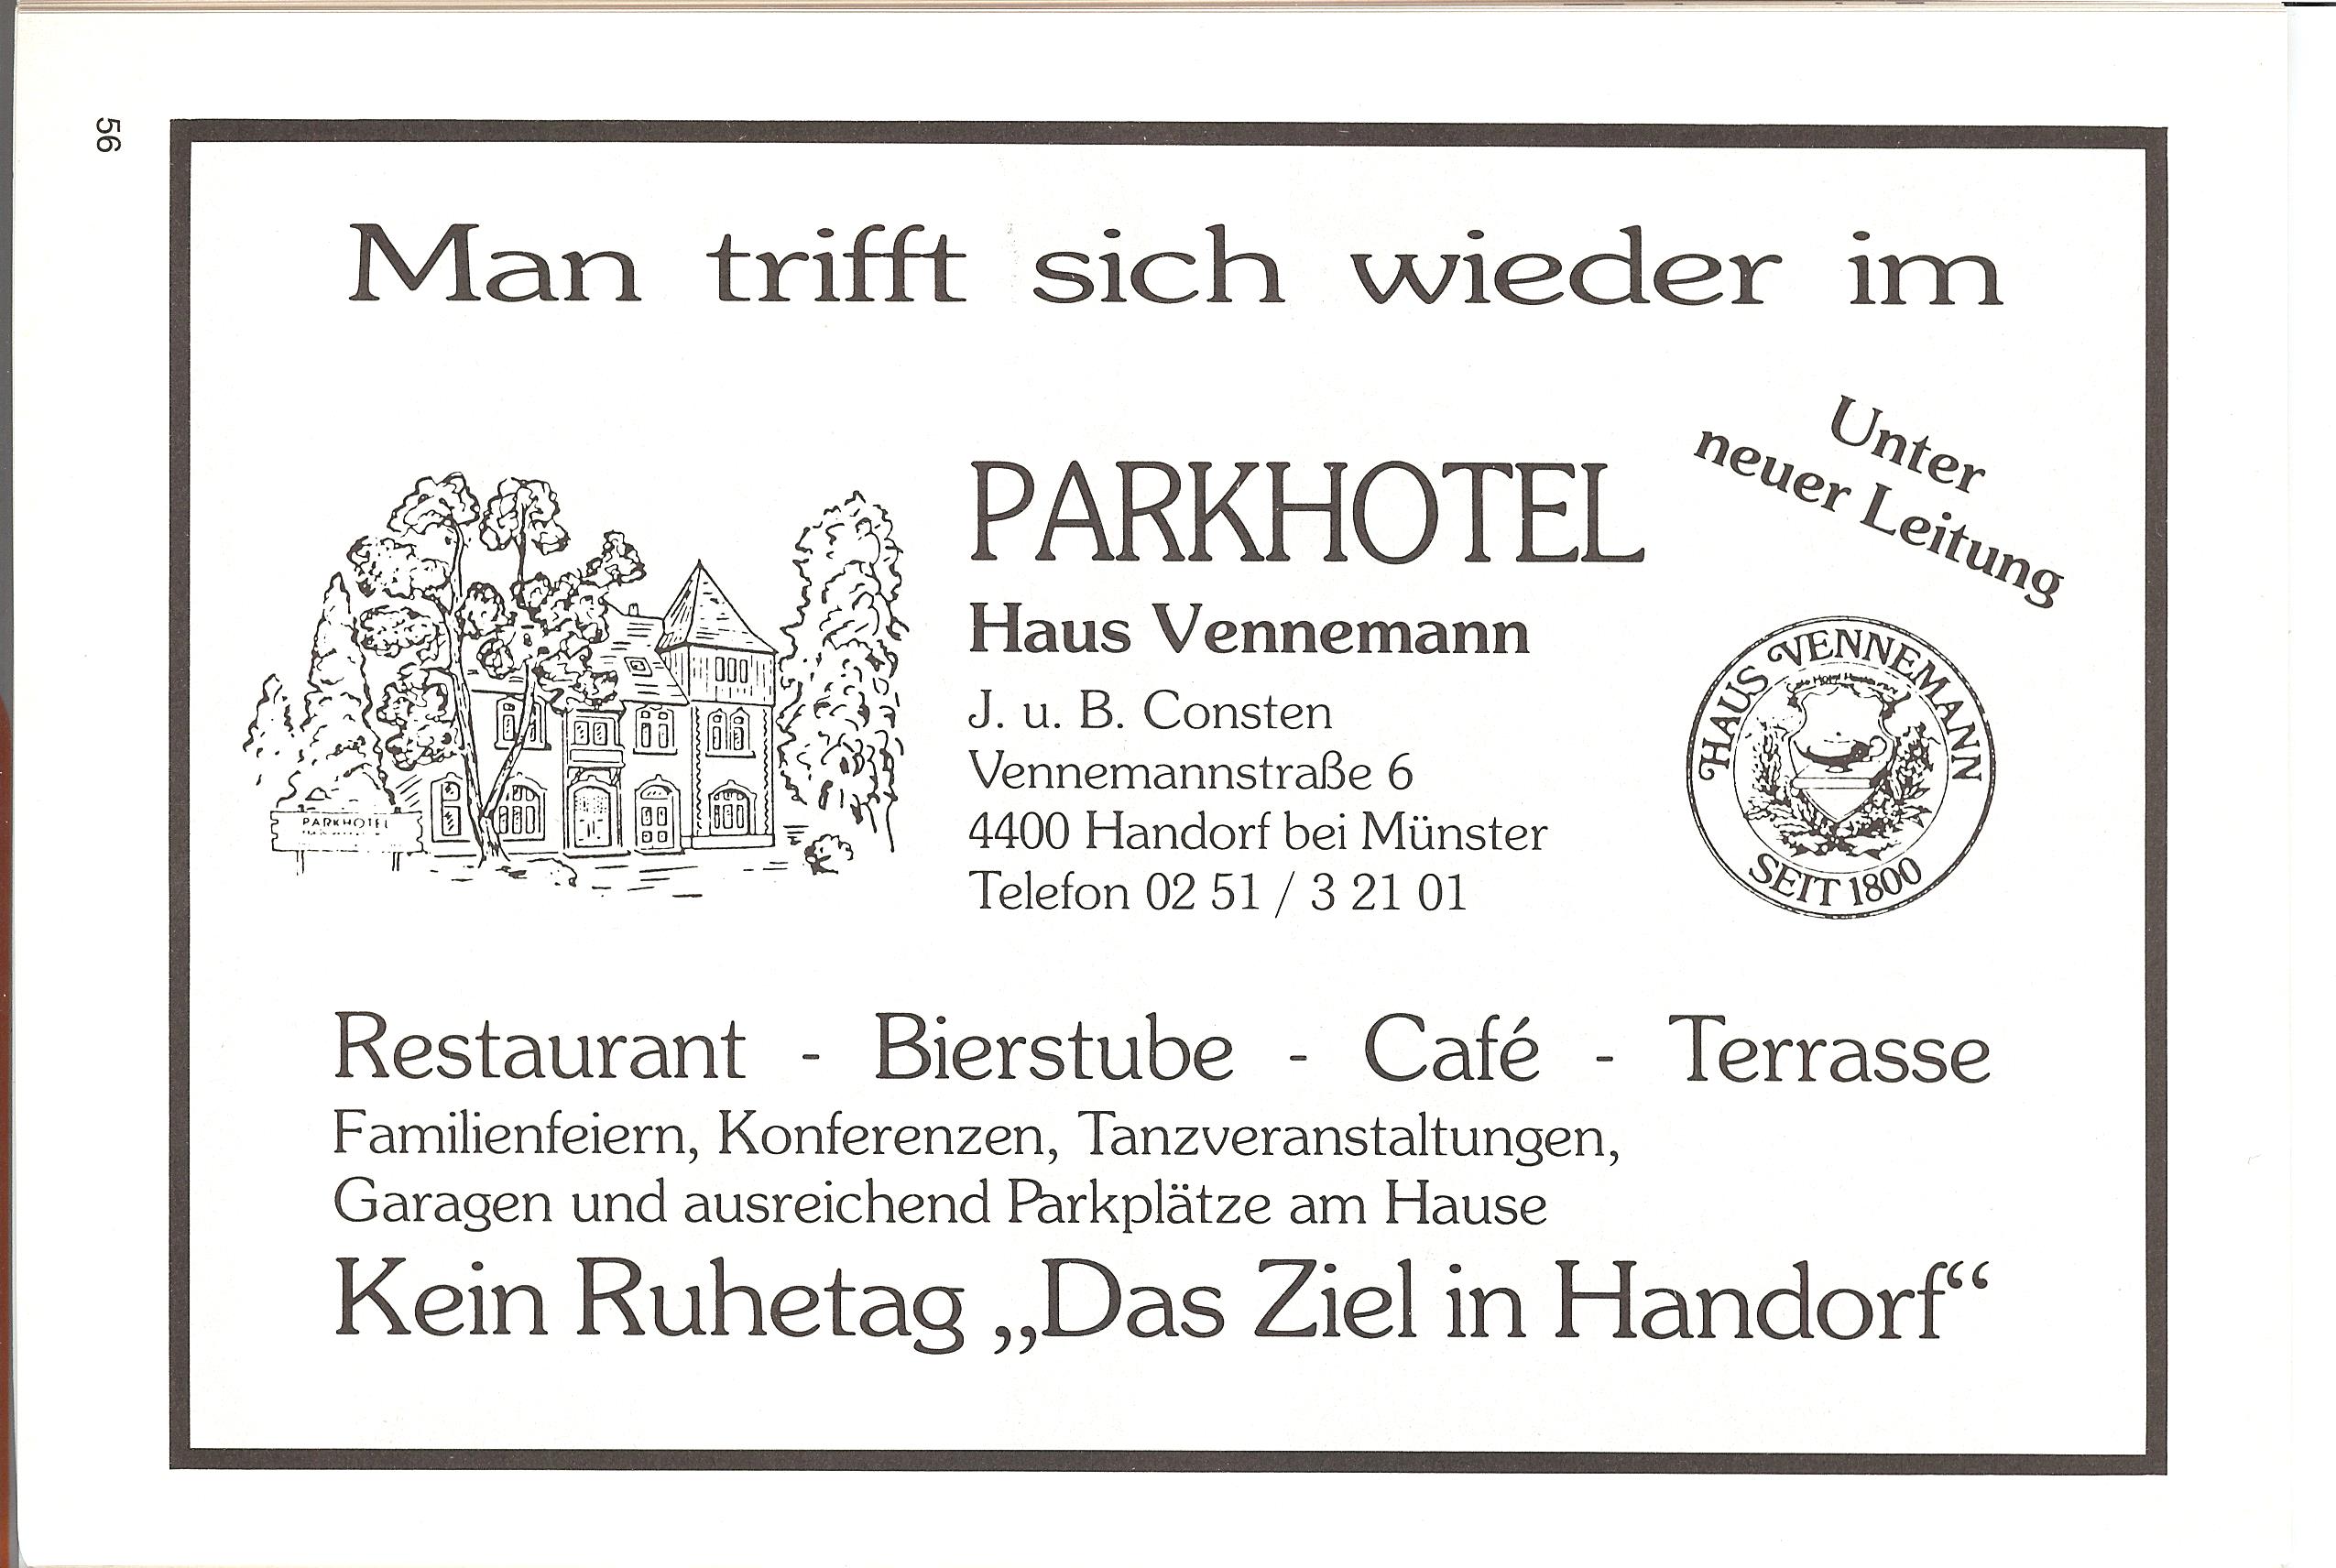 56
Man trifft sich wieder im
Unter
neuer Leitung
PARKHOTEL
Haus Vennemann
J. u. B. Consten
Vennemannstraße 6
4400 Handorf bei Münster
Telefon 02 51 / 3 21 01
PARKHOTEL
HAUS VENNEMANN
Hotel Restaurant
SEIT 1800
Restaurant - Bierstube - Café - Terrasse
Familienfeiern, Konferenzen, Tanzveranstaltungen,
Garagen und ausreichend Parkplätze am Hause
Kein Ruhetag „Das Ziel in Handorf“